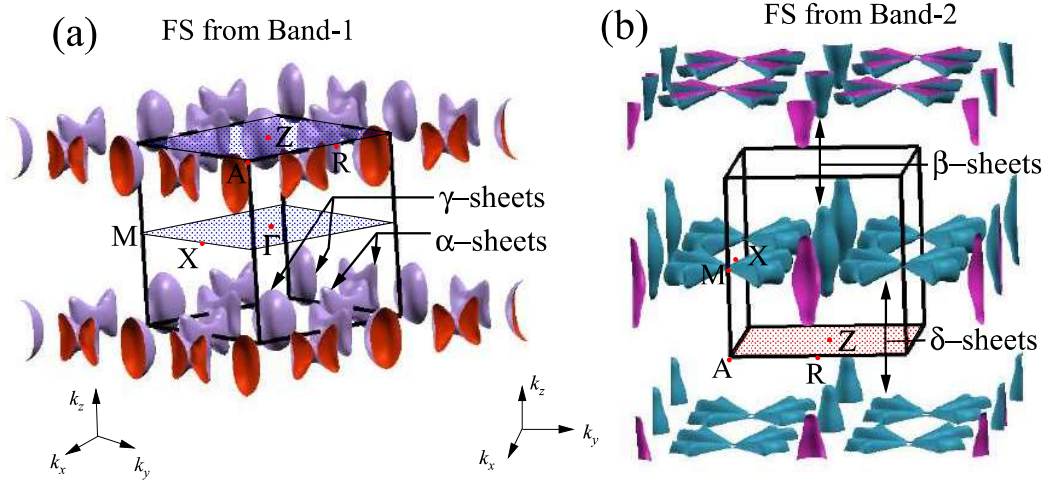 (a)
FS from Band-1
Z
R
A
γ–sheets
M
Γ
X
α–sheets
k_z
k_x
k_y
(b)
FS from Band-2
β–sheets
X
M
Z
δ–sheets
A
R
k_z
k_y
k_x